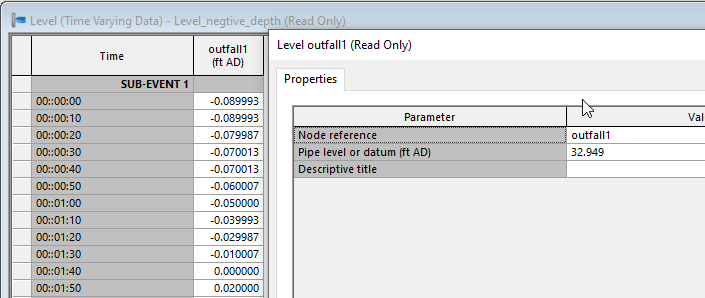 Level (Time Varying Data) - Level_negtive_depth (Read Only)
Time outfall1
(ft AD)
SUB-EVENT 1
00::00:00 -0.089993
00::00:10 -0.089993
00::00:20 -0.079987
00::00:30 -0.070013
00::00:40 -0.070013
00::00:50 -0.060007
00::01:00 -0.050000
00::01:10 -0.039993
00::01:20 -0.029987
00::01:30 -0.010007
00::01:40 0.000000
00::01:50 0.020000
Level outfall1 (Read Only)
Properties
Parameter Val
Node reference outfall1
Pipe level or datum (ft AD) 32.949
Descriptive title